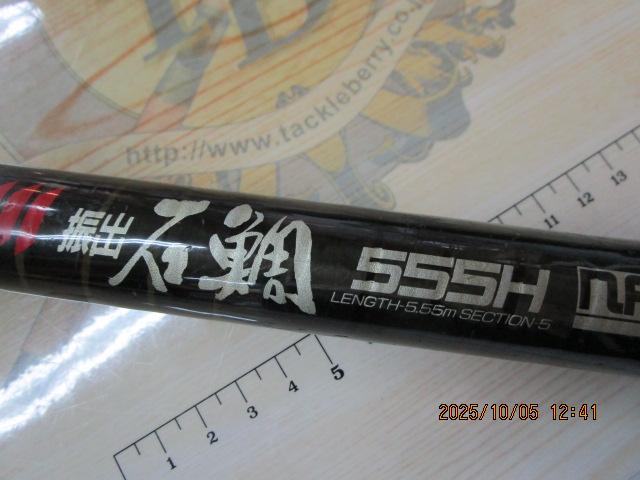 http://www.tackleberry.co.jp
振出
石鯛
555H
LENGTH-5.55m SECTION-5
11 12 13
1 2 3 4 5
2025/10/05 12:41